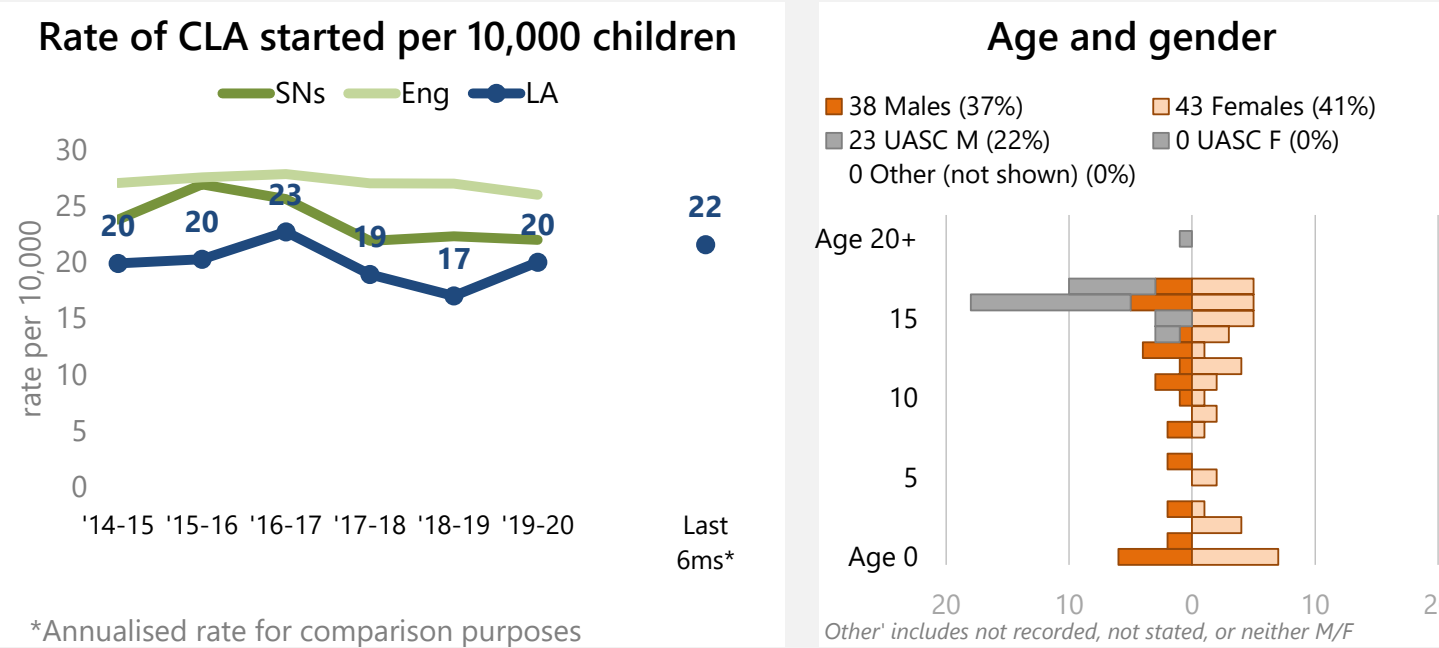 Rate of CLA started per 10,000 children
SNs Eng LA
rate per 10,000
30
25
20
15
10
5
0
20 20 23 19 17 20 22
'14-15 '15-16 '16-17 '17-18 '18-19 '19-20 Last
6ms*
*Annualised rate for comparison purposes
Age and gender
38 Males (37%) 43 Females (41%)
23 UASC M (22%) 0 UASC F (0%)
0 Other (not shown) (0%)
Age 20+
15
10
5
Age 0
20 10 0 10 2
Other' includes not recorded, not stated, or neither M/F